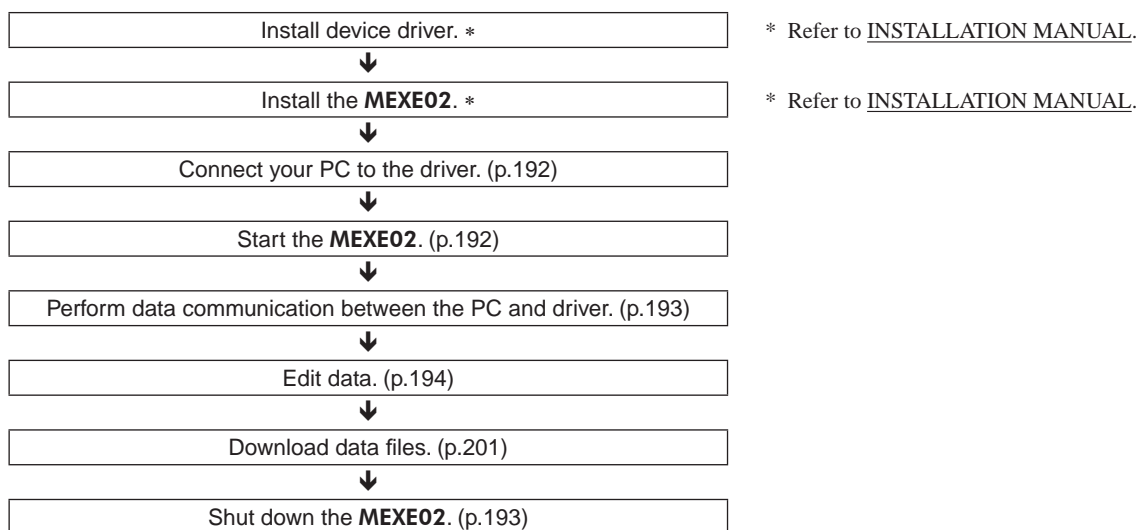 Install device driver. *
* Refer to INSTALLATION MANUAL.
Install the MEXE02. *
* Refer to INSTALLATION MANUAL.
Connect your PC to the driver. (p.192)
Start the MEXE02. (p.192)
Perform data communication between the PC and driver. (p.193)
Edit data. (p.194)
Download data files. (p.201)
Shut down the MEXE02. (p.193)